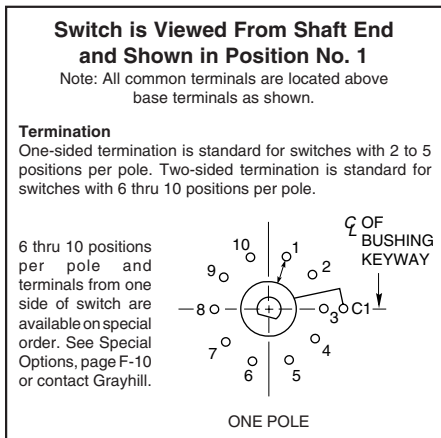 Switch is Viewed From Shaft End
and Shown in Position No. 1
Note: All common terminals are located above
base terminals as shown.
Termination
One-sided termination is standard for switches with 2 to 5
positions per pole. Two-sided termination is standard for
switches with 6 thru 10 positions per pole.
6 thru 10 positions
per pole and
terminals from one
side of switch are
available on special
order. See Special
Options, page F-10
or contact Grayhill.
℄ OF
BUSHING
KEYWAY
10
1
9
2
8
3
C1
7
4
6
5
ONE POLE